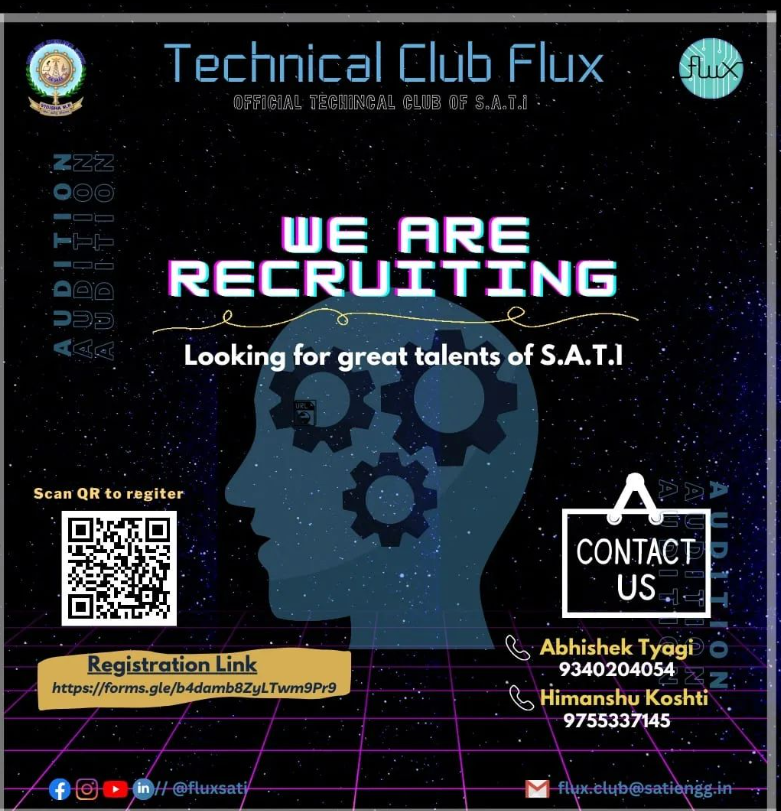 Technical Club Flux
OFFICIAL TECHINCAL CLUB OF S.A.T.I
flux
AUDITION
AUDITION
AUDITION
WE ARE
RECRUITING
Looking for great talents of S.A.T.I
Scan QR to regiter
CONTACT
US
AUDITION
AUDITION
AUDITION
Registration Link
https://forms.gle/b4damb8ZyLTwm9Pr9
Abhishek Tyagi
9340204054
Himanshu Koshti
9755337145
// @fluxsati
flux.club@satiengg.in